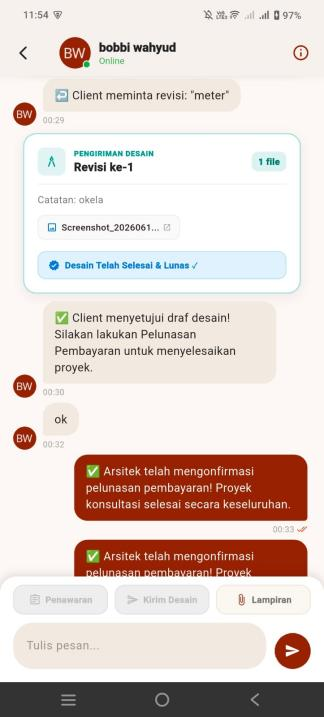 11:54
97%
BW
bobbi wahyud
Online
Client meminta revisi: "meter"
BW
00:29
PENGIRIMAN DESAIN
Revisi ke-1
1 file
Catatan: okela
Screenshot_2026061...
Desain Telah Selesai & Lunas ✓
✅ Client menyetujui draf desain!
Silakan lakukan Pelunasan
Pembayaran untuk menyelesaikan
proyek.
BW
00:30
ok
BW
00:32
✅ Arsitek telah mengonfirmasi
pelunasan pembayaran! Proyek
konsultasi selesai secara keseluruhan.
00:33
✅ Arsitek telah mengonfirmasi
pelunasan pembayaran! Proyek
Penawaran
Kirim Desain
Lampiran
Tulis pesan...